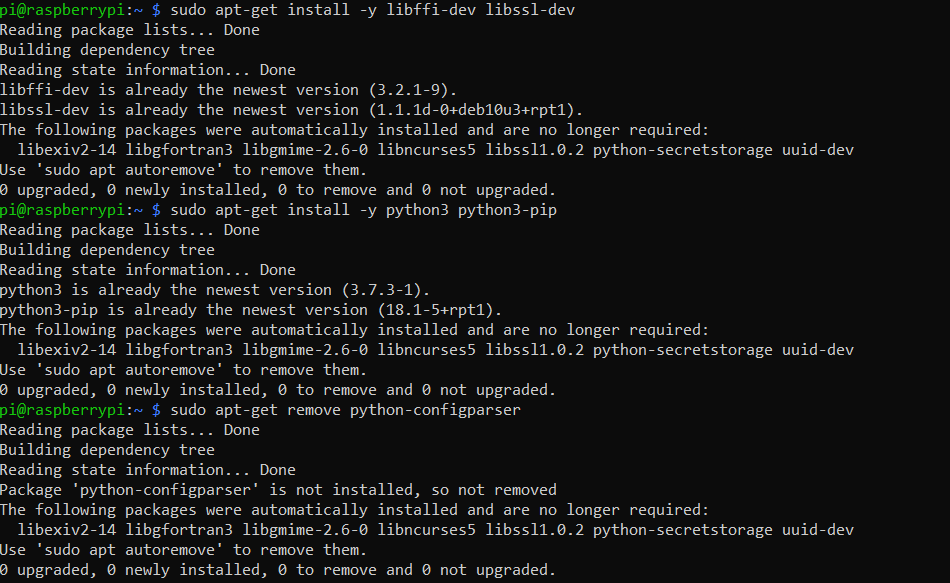 pi@raspberrypi:~ $ sudo apt-get install -y libffi-dev libssl-dev
Reading package lists... Done
Building dependency tree
Reading state information... Done
libffi-dev is already the newest version (3.2.1-9).
libssl-dev is already the newest version (1.1.1d-0+deb10u3+rpt1).
The following packages were automatically installed and are no longer required:
  libexiv2-14 libgfortran3 libgmime-2.6-0 libncurses5 libssl1.0.2 python-secretstorage uuid-dev
Use 'sudo apt autoremove' to remove them.
0 upgraded, 0 newly installed, 0 to remove and 0 not upgraded.
pi@raspberrypi:~ $ sudo apt-get install -y python3 python3-pip
Reading package lists... Done
Building dependency tree
Reading state information... Done
python3 is already the newest version (3.7.3-1).
python3-pip is already the newest version (18.1-5+rpt1).
The following packages were automatically installed and are no longer required:
  libexiv2-14 libgfortran3 libgmime-2.6-0 libncurses5 libssl1.0.2 python-secretstorage uuid-dev
Use 'sudo apt autoremove' to remove them.
0 upgraded, 0 newly installed, 0 to remove and 0 not upgraded.
pi@raspberrypi:~ $ sudo apt-get remove python-configparser
Reading package lists... Done
Building dependency tree
Reading state information... Done
Package 'python-configparser' is not installed, so not removed
The following packages were automatically installed and are no longer required:
  libexiv2-14 libgfortran3 libgmime-2.6-0 libncurses5 libssl1.0.2 python-secretstorage uuid-dev
Use 'sudo apt autoremove' to remove them.
0 upgraded, 0 newly installed, 0 to remove and 0 not upgraded.